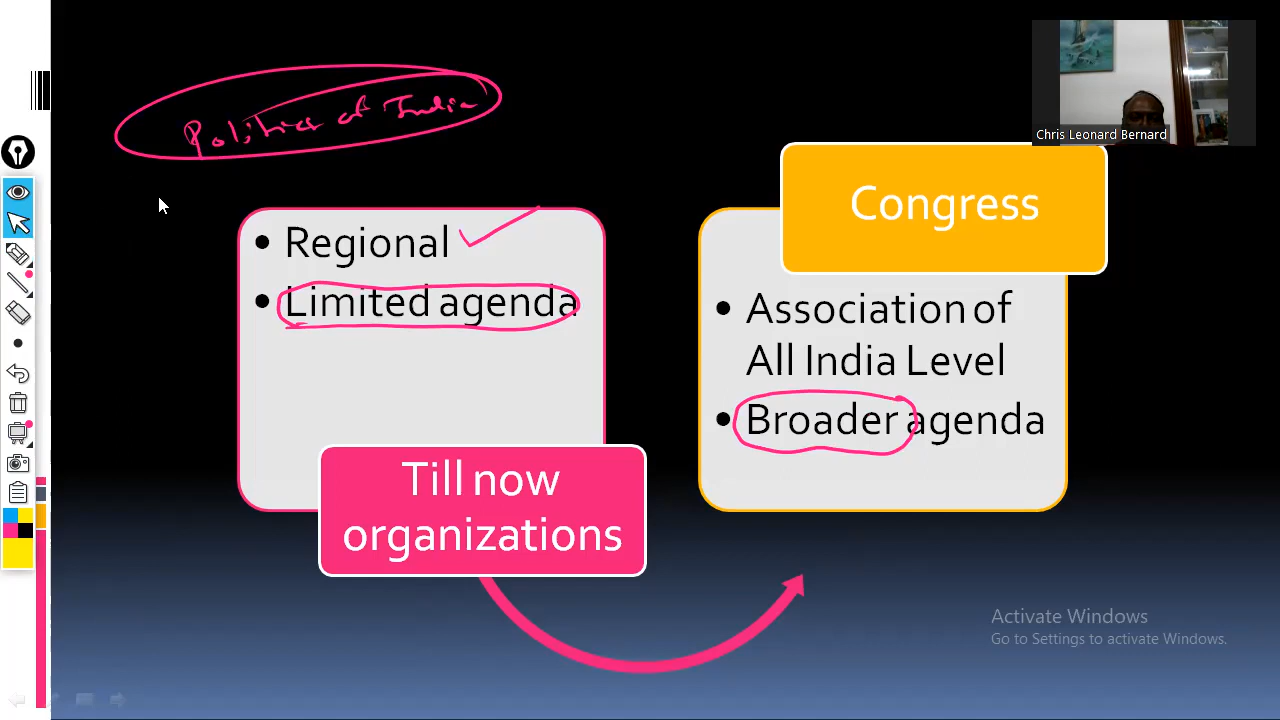 Politics of India
Chris Leonard Bernard
Congress
• Regional
• Limited agenda
• Association of
All India Level
• Broader agenda
Till now
organizations
Activate Windows
Go to Settings to activate Windows.